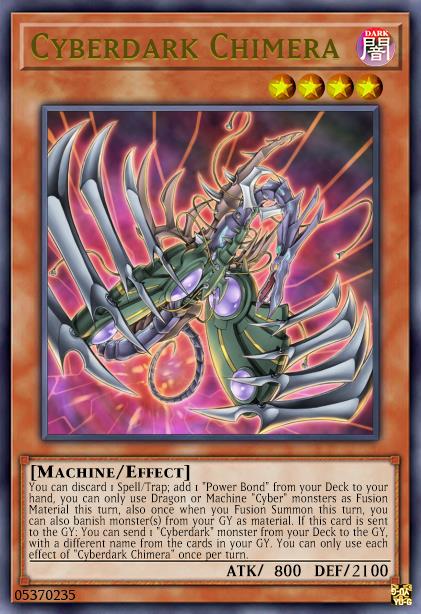 Cyberdark Chimera
DARK
闇
[Machine/Effect]
You can discard 1 Spell/Trap; add 1 "Power Bond" from your Deck to your
hand, you can only use Dragon or Machine "Cyber" monsters as Fusion
Material this turn, also once when you Fusion Summon this turn, you
can also banish monster(s) from your GY as material. If this card is sent
to the GY: You can send 1 "Cyberdark" monster from your Deck to the GY,
with a different name from the cards in your GY. You can only use each
effect of "Cyberdark Chimera" once per turn.
ATK/ 800 DEF/2100
05370235